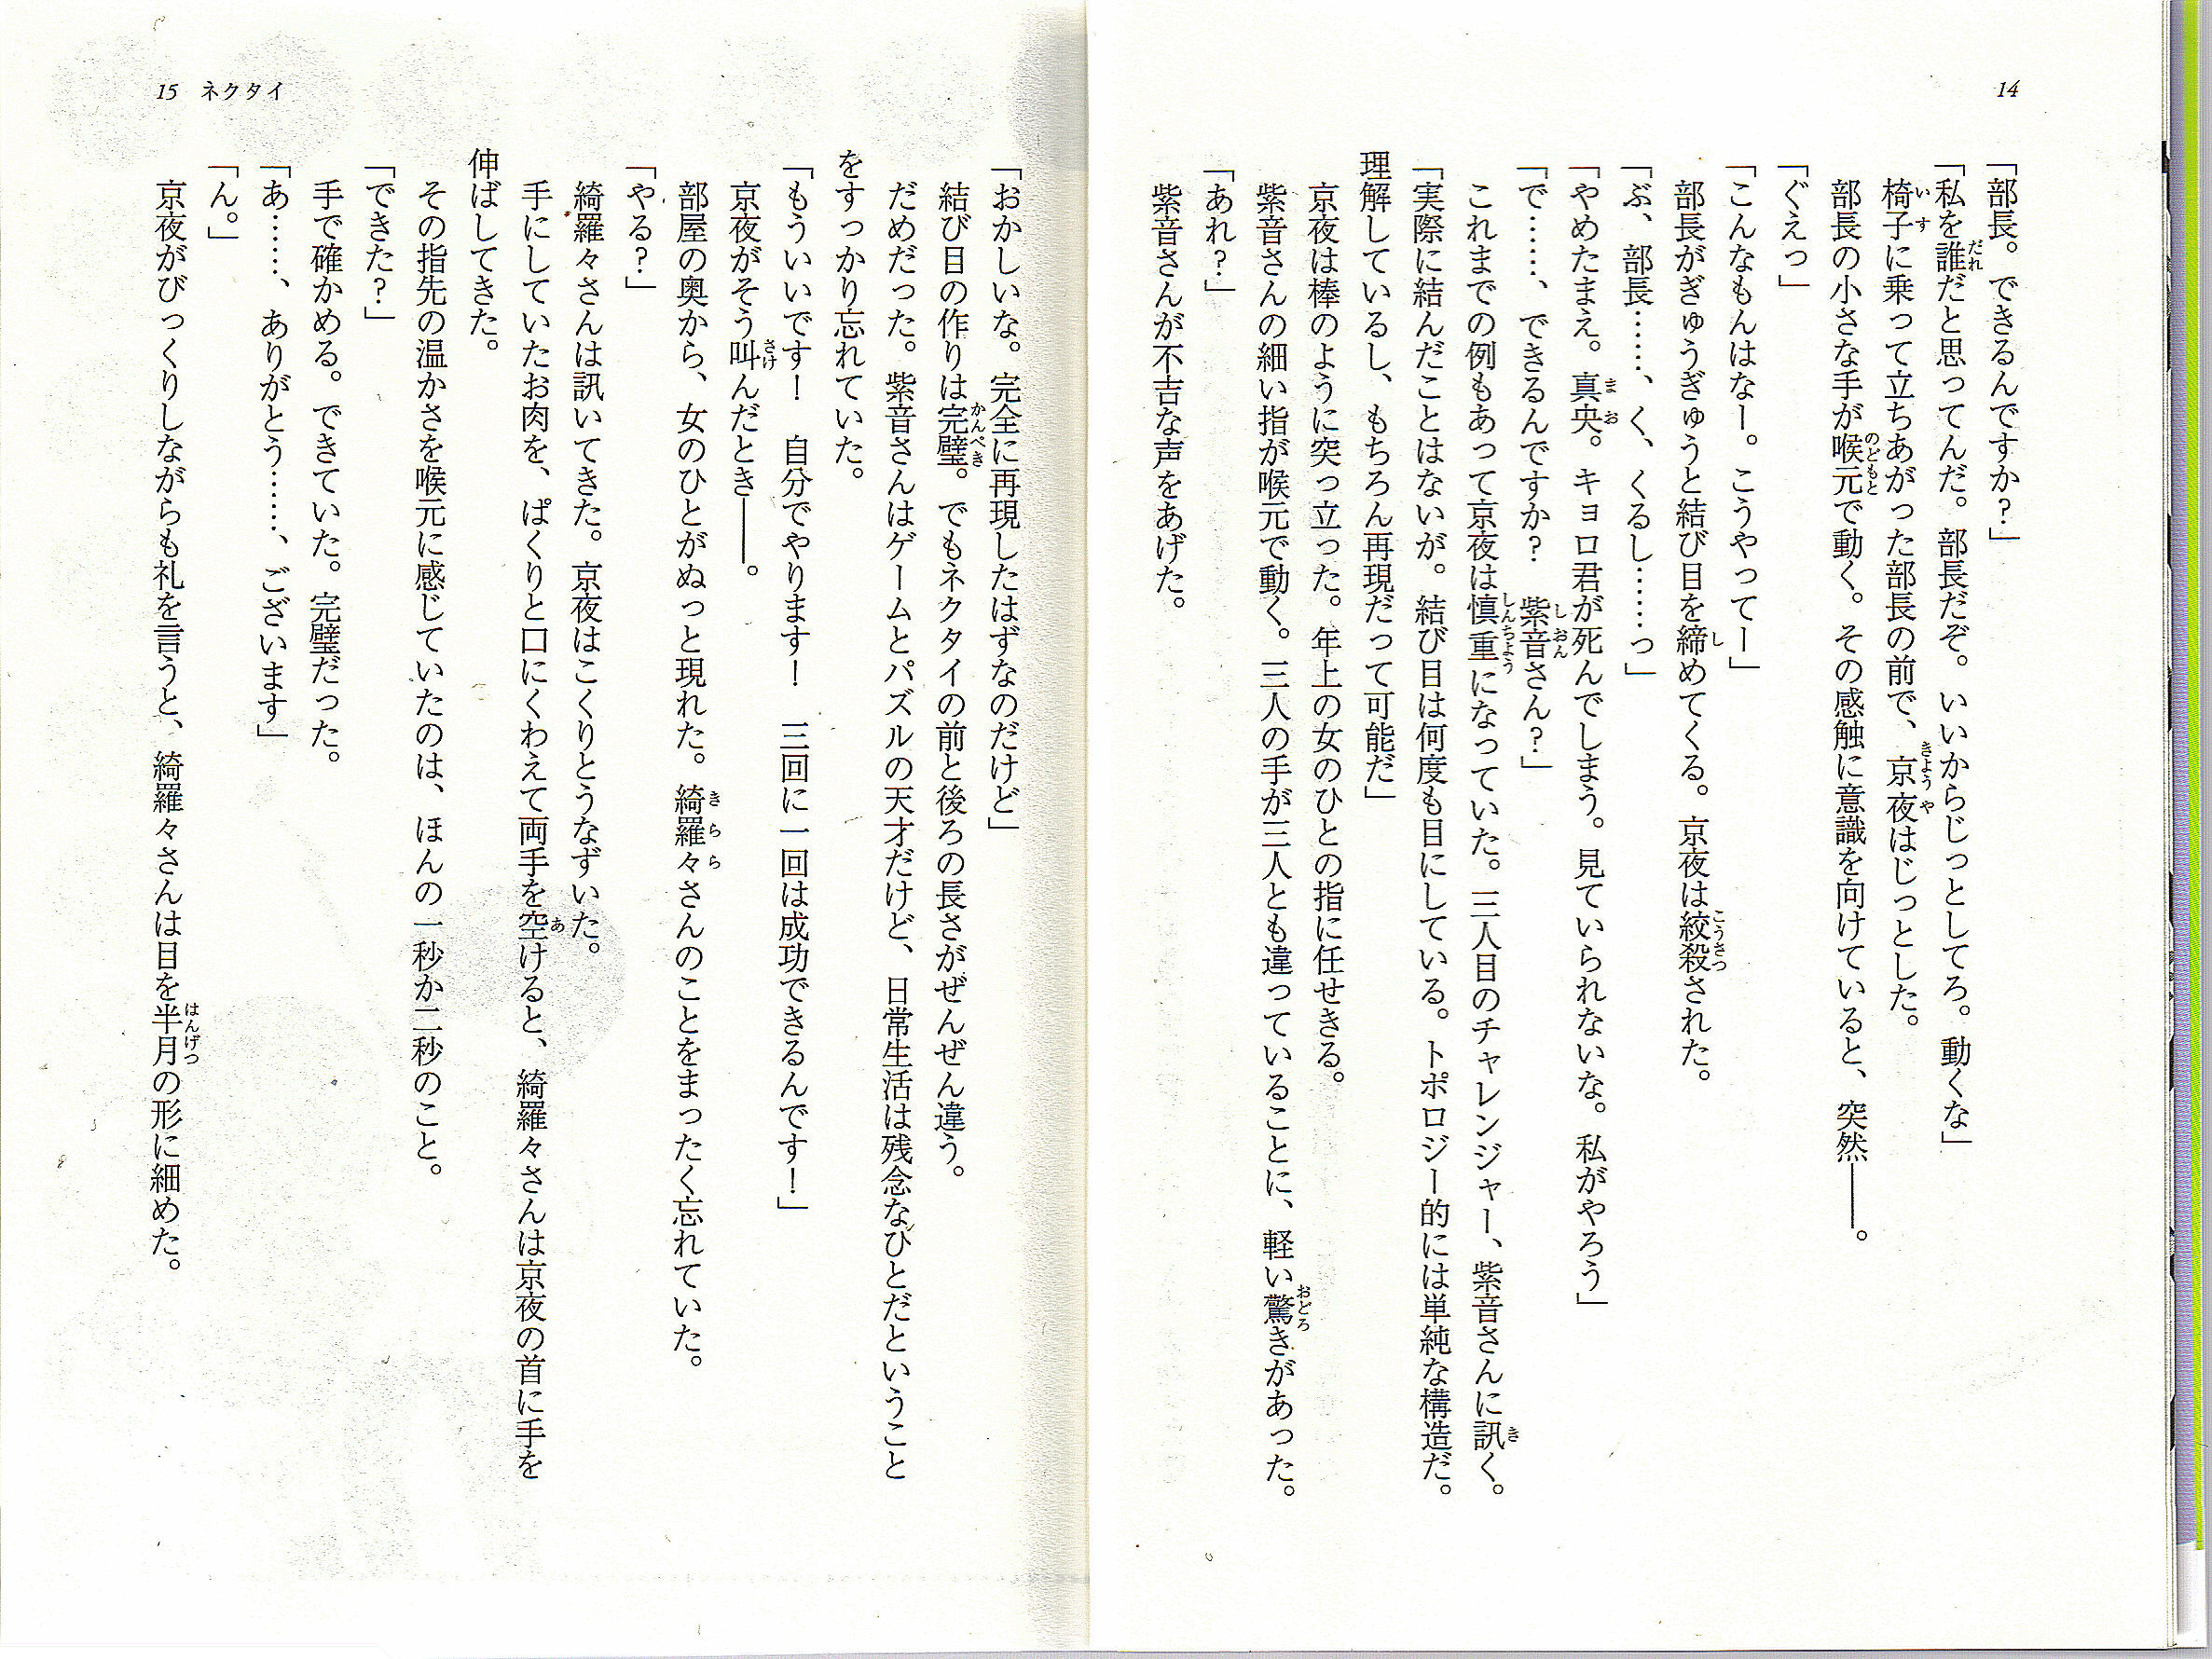 14
「部長。できるんですか？」
「私を誰だと思ってんだ。部長だぞ。いいからじっとしてろ。動くな」
椅子に乗って立ちあがった部長の前で、京夜はじっとした。
部長の小さな手が喉元で動く。その感触に意識を向けていると、突然――。
「ぐえっ」
「こんなもんはなー。こうやってー」
部長がぎゅうぎゅうと結び目を締めてくる。京夜は絞殺された。
「ぶ、部長……、く、くるし……っ」
「やめたまえ。真央。キョロ君が死んでしまう。見ていられないな。私がやろう」
「で……、できるんですか？　紫音さん？」
これまでの例もあって京夜は慎重になっていた。三人目のチャレンジャー、紫音さんに訊く。
「実際に結んだことはないが。結び目は何度も目にしている。トポロジー的には単純な構造だ。
理解しているし、もちろん再現だって可能だ」
京夜は棒のように突っ立った。年上の女のひとの指に任せきる。
紫音さんの細い指が喉元で動く。三人の手が三人とも違っていることに、軽い驚きがあった。
「あれ？」
紫音さんが不吉な声をあげた。
15　ネクタイ
「おかしいな。完全に再現したはずなのだけど」
結び目の作りは完璧。でもネクタイの前と後ろの長さがぜんぜん違う。
だめだった。紫音さんはゲームとパズルの天才だけど、日常生活は残念なひとだということ
をすっかり忘れていた。
「もういいです！　自分でやります！　三回に一回は成功できるんです！」
京夜がそう叫んだとき――。
部屋の奥から、女のひとがぬっと現れた。綺羅々さんのことをまったく忘れていた。
「やる？」
綺羅々さんは訊いてきた。京夜はこくりとうなずいた。
手にしていたお肉を、ぱくりと口にくわえて両手を空けると、綺羅々さんは京夜の首に手を
伸ばしてきた。
その指先の温かさを喉元に感じていたのは、ほんの一秒か二秒のこと。
「できた？」
手で確かめる。できていた。完璧だった。
「あ……、ありがとう……、ございます」
「ん。」
京夜がびっくりしながらも礼を言うと、綺羅々さんは目を半月の形に細めた。